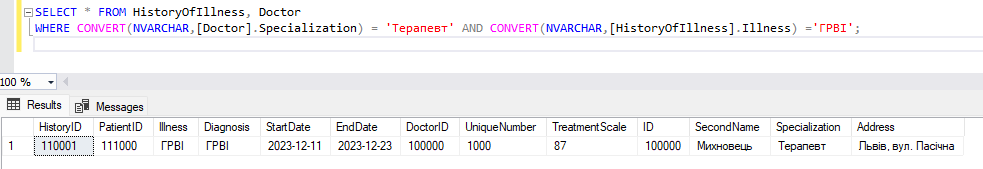 SELECT * FROM HistoryOfIllness, Doctor
WHERE CONVERT(NVARCHAR,[Doctor].Specialization) = 'Терапевт' AND CONVERT(NVARCHAR,[HistoryOfIllness].Illness) ='ГРВІ';
100 %
Results Messages
HistoryID PatientID Illness Diagnosis StartDate EndDate DoctorID UniqueNumber TreatmentScale ID SecondName Specialization Address
1 110001 111000 ГРВІ ГРВІ 2023-12-11 2023-12-23 100000 1000 87 100000 Михновець Терапевт Львів, вул. Пасічна